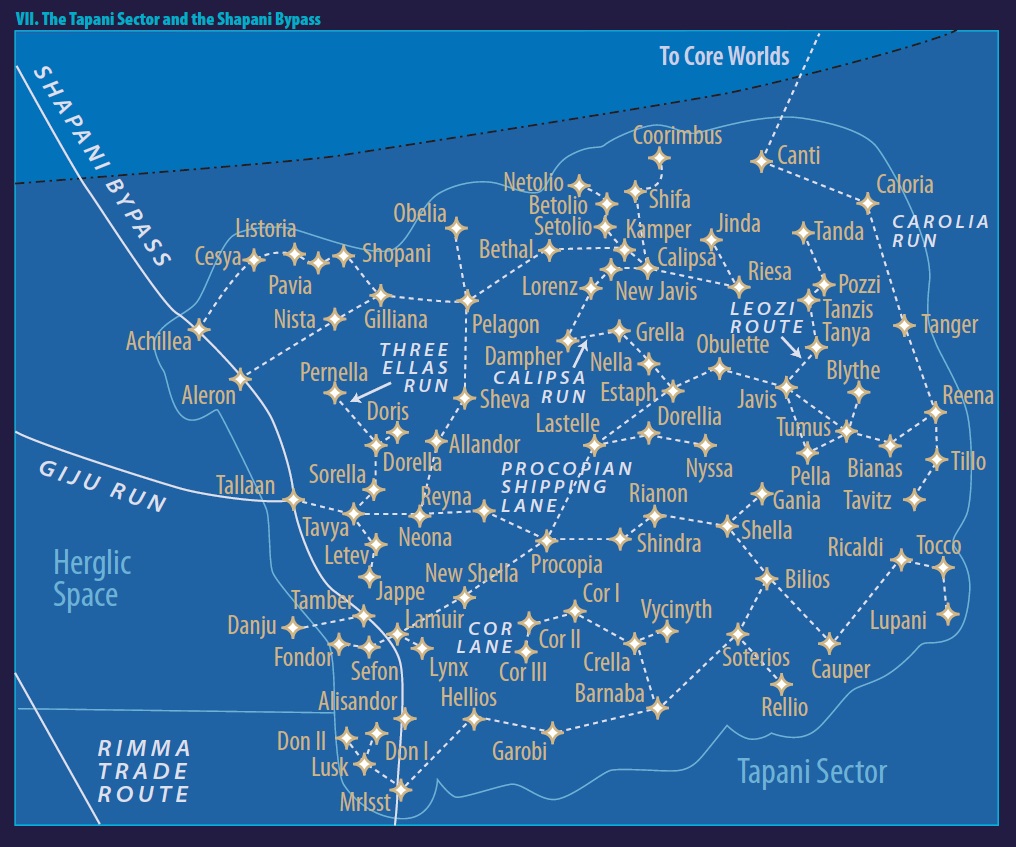 VII. The Tapani Sector and the Shapani Bypass
To Core Worlds
SHAPANI BYPASS
Coorimbus
Canti
Netolio
Betolio
Shifa
Caloria
Obelia
Setolio
Kamper
Jinda
Tanda
CAROLIA
RUN
Listoria
Cesya
Shopani
Bethal
Calipsa
Pavia
Lorenz
New Javis
Riesa
Pozzi
LEOZI
ROUTE
Tanzis
Nista
Gilliana
Pelagon
Achillea
Dampher
Grella
Obulette
Tanya
Tanger
THREE
ELLAS
RUN
CALIPSA
RUN
Nella
Pernella
Blythe
Aleron
Sheva
Estaph
Javis
Reena
Doris
Lastelle
Dorellia
Tumus
Allandor
Dorella
Nyssa
Pella
Bianas
Tillo
GIJU RUN
PROCOPIAN
SHIPPING
LANE
Tallaan
Sorella
Reyna
Rianon
Gania
Tavitz
Tavya
Neona
Shindra
Shella
Letev
Procopia
Ricaldi
Tocco
Herglic
Space
New Shella
Jappe
Bilios
Tamber
Cor I
Vycinyth
Danju
Lamuir
COR
LANE
Cor II
Lupani
Fondor
Sefon
Lynx
Cor III
Crella
Soterios
Cauper
Alisandor
Hellios
Barnaba
Rellio
Don II
Don I
Garobi
RIMMA
TRADE
ROUTE
Lusk
Tapani Sector
Mrlsst